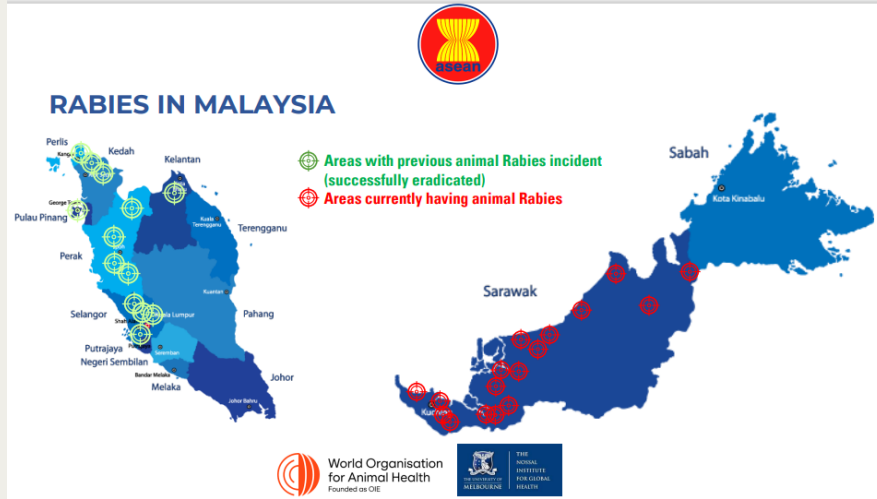 asean
RABIES IN MALAYSIA
Areas with previous animal Rabies incident
(successfully eradicated)
Areas currently having animal Rabies
Perlis
Kedah
Kelantan
George
Pulau Pinang
Kuala
Terengganu
Terengganu
Perak
Kuantan
Selangor
Lumpur
Pahang
Putrajaya
Seremban
Negeri Sembilan
Bandar Melaka
Melaka
Johor
Johor Bahru
Sabah
Kota Kinabalu
Sarawak
World Organisation
for Animal Health
Founded as OIE
THE UNIVERSITY OF
MELBOURNE
THE
NOSSAL
INSTITUTE
FOR GLOBAL
HEALTH